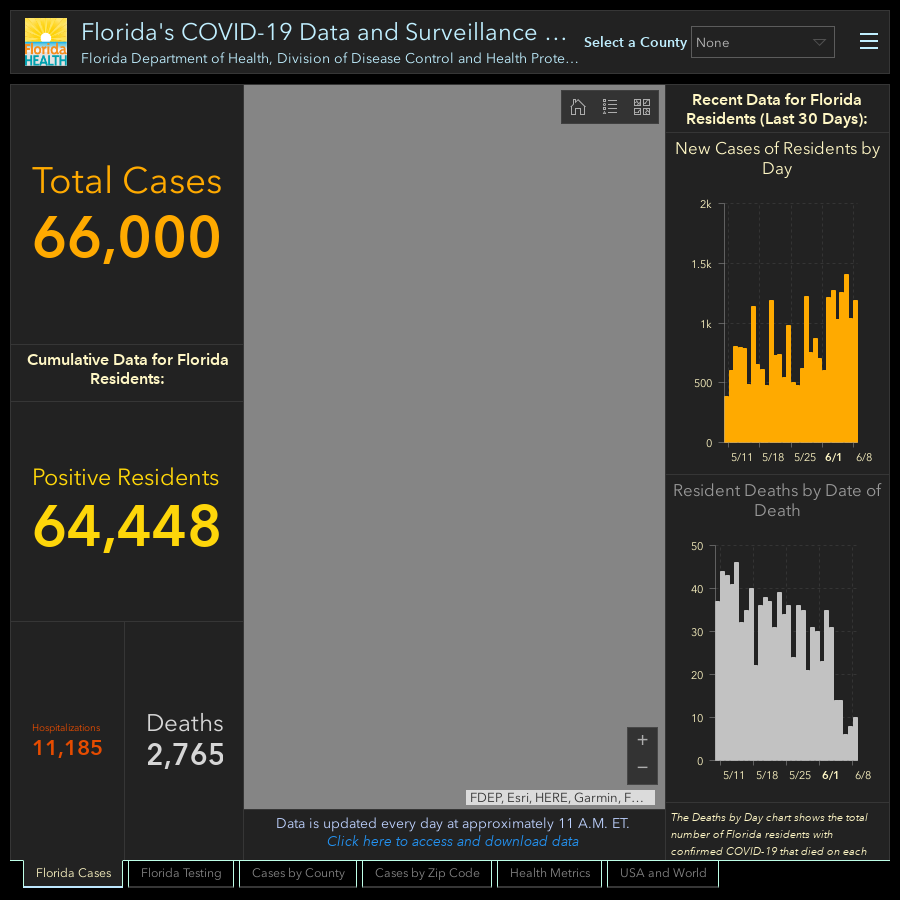 Florida
HEALTH
Florida's COVID-19 Data and Surveillance ...
Florida Department of Health, Division of Disease Control and Health Prote...
Select a County
None
Total Cases
66,000
Cumulative Data for Florida
Residents:
Positive Residents
64,448
Hospitalizations
11,185
Deaths
2,765
FDEP, Esri, HERE, Garmin, F...
Data is updated every day at approximately 11 A.M. ET.
Click here to access and download data
Recent Data for Florida
Residents (Last 30 Days):
New Cases of Residents by
Day
2k
1.5k
1k
500
0
5/11 5/18 5/25 6/1 6/8
Resident Deaths by Date of
Death
50
40
30
20
10
0
5/11 5/18 5/25 6/1 6/8
The Deaths by Day chart shows the total
number of Florida residents with
confirmed COVID-19 that died on each
Florida Cases
Florida Testing
Cases by County
Cases by Zip Code
Health Metrics
USA and World